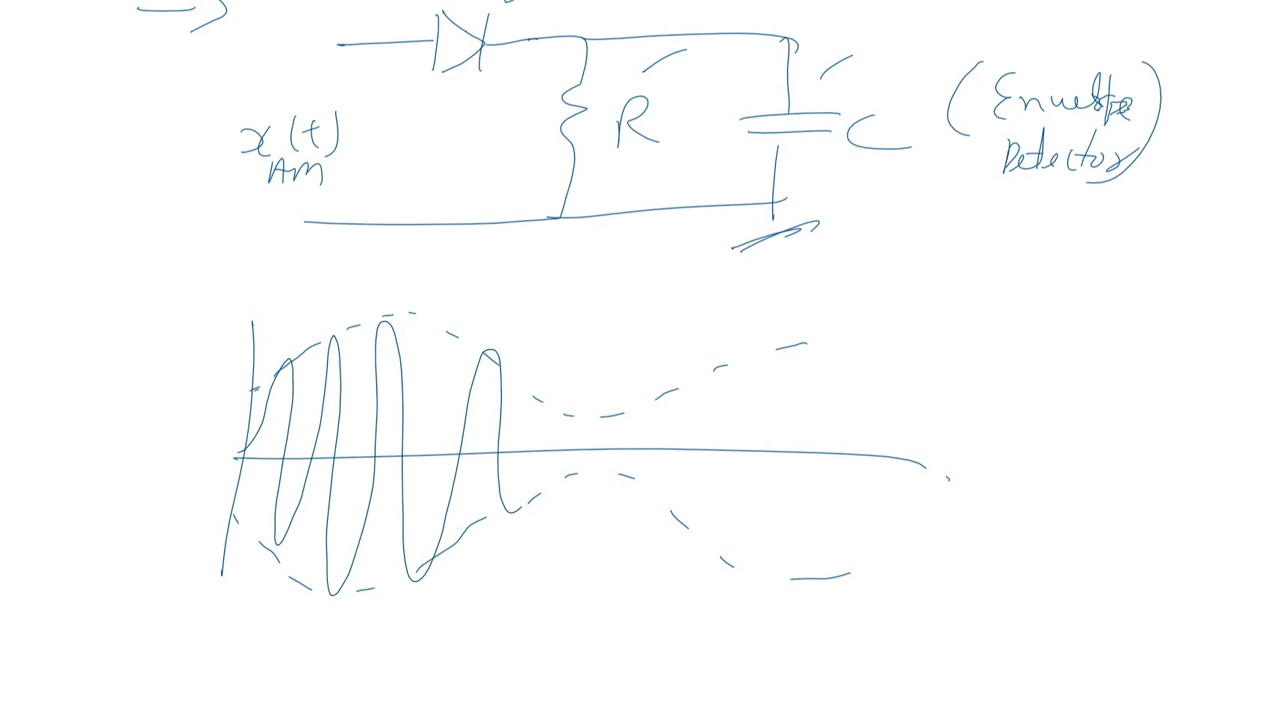 x(t)
AM
R
C
(Envelope
Detector)